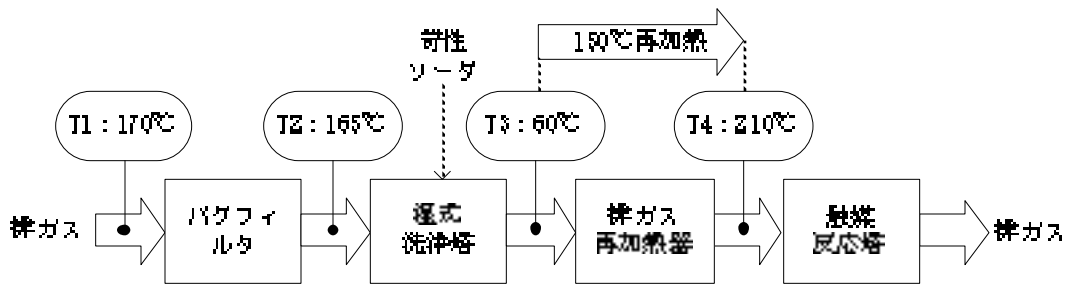 苛性
ソーダ
150℃再加熱
T1：170℃
T2：165℃
T3：60℃
T4：210℃
排ガス
バグフィ
ルタ
湿式
洗浄塔
排ガス
再加熱器
触媒
反応塔
排ガス